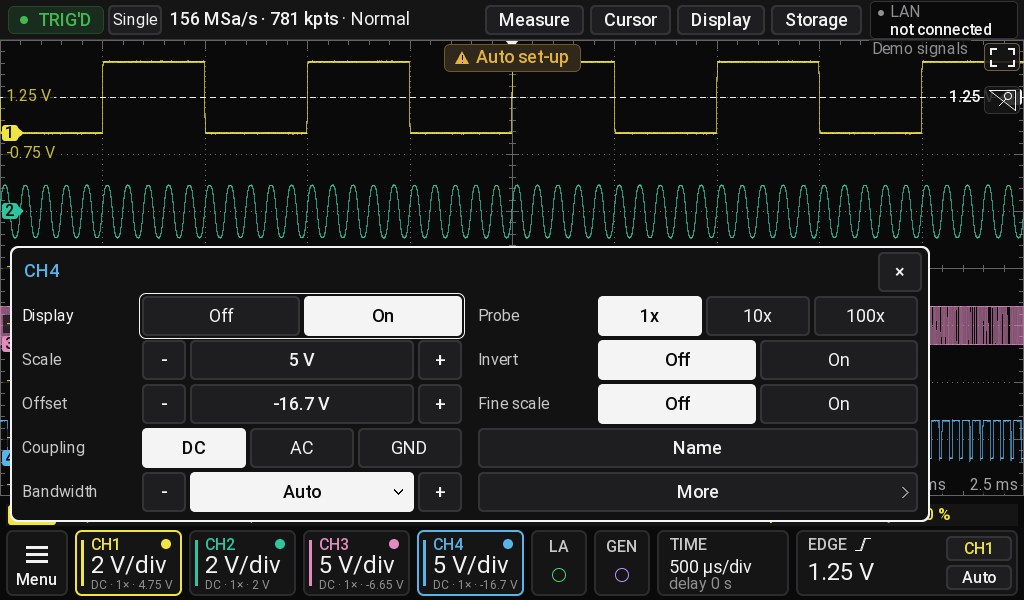 TRIG'D Single 156 MSa/s · 781 kpts · Normal Measure Cursor Display Storage LAN
not connected
Demo signals
Auto set-up
1.25 V 1.25
1
-0.75 V
2
CH4 ×
Display Off On Probe 1x 10x 100x
Scale - 5 V + Invert Off On
Offset - -16.7 V + Fine scale Off On
Coupling DC AC GND Name
Bandwidth - Auto + More
ms 2.5 ms
0 %
Menu
CH1
2 V/div
DC · 1× · 4.75 V
CH2
2 V/div
DC · 1× · 2 V
CH3
5 V/div
DC · 1× · -6.65 V
CH4
5 V/div
DC · 1× · -16.7 V
LA
GEN
TIME
500 µs/div
delay 0 s
EDGE
1.25 V
CH1
Auto